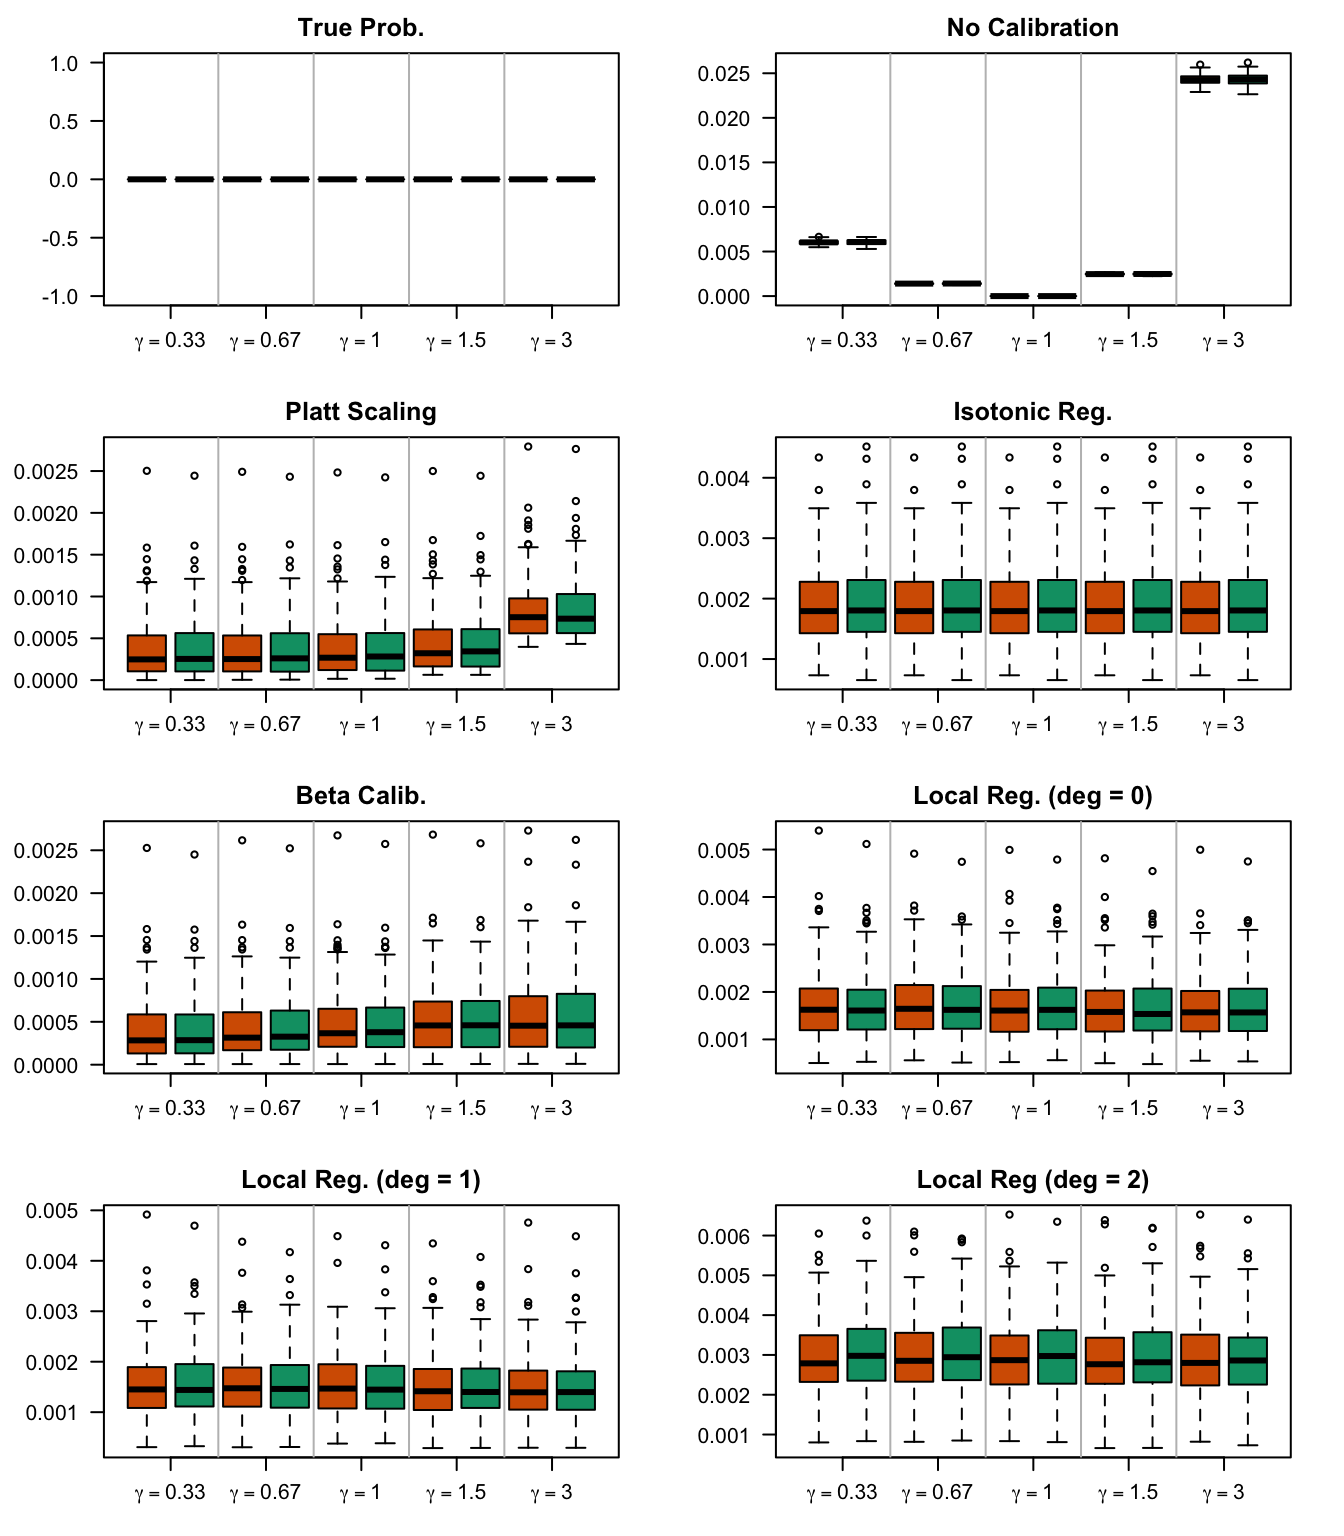 True Prob.
1.0
0.5
0.0
-0.5
-1.0
γ = 0.33 γ = 0.67 γ = 1 γ = 1.5 γ = 3
No Calibration
0.025
0.020
0.015
0.010
0.005
0.000
γ = 0.33 γ = 0.67 γ = 1 γ = 1.5 γ = 3
Platt Scaling
0.0025
0.0020
0.0015
0.0010
0.0005
0.0000
γ = 0.33 γ = 0.67 γ = 1 γ = 1.5 γ = 3
Isotonic Reg.
0.004
0.003
0.002
0.001
γ = 0.33 γ = 0.67 γ = 1 γ = 1.5 γ = 3
Beta Calib.
0.0025
0.0020
0.0015
0.0010
0.0005
0.0000
γ = 0.33 γ = 0.67 γ = 1 γ = 1.5 γ = 3
Local Reg. (deg = 0)
0.005
0.004
0.003
0.002
0.001
γ = 0.33 γ = 0.67 γ = 1 γ = 1.5 γ = 3
Local Reg. (deg = 1)
0.005
0.004
0.003
0.002
0.001
γ = 0.33 γ = 0.67 γ = 1 γ = 1.5 γ = 3
Local Reg (deg = 2)
0.006
0.005
0.004
0.003
0.002
0.001
γ = 0.33 γ = 0.67 γ = 1 γ = 1.5 γ = 3